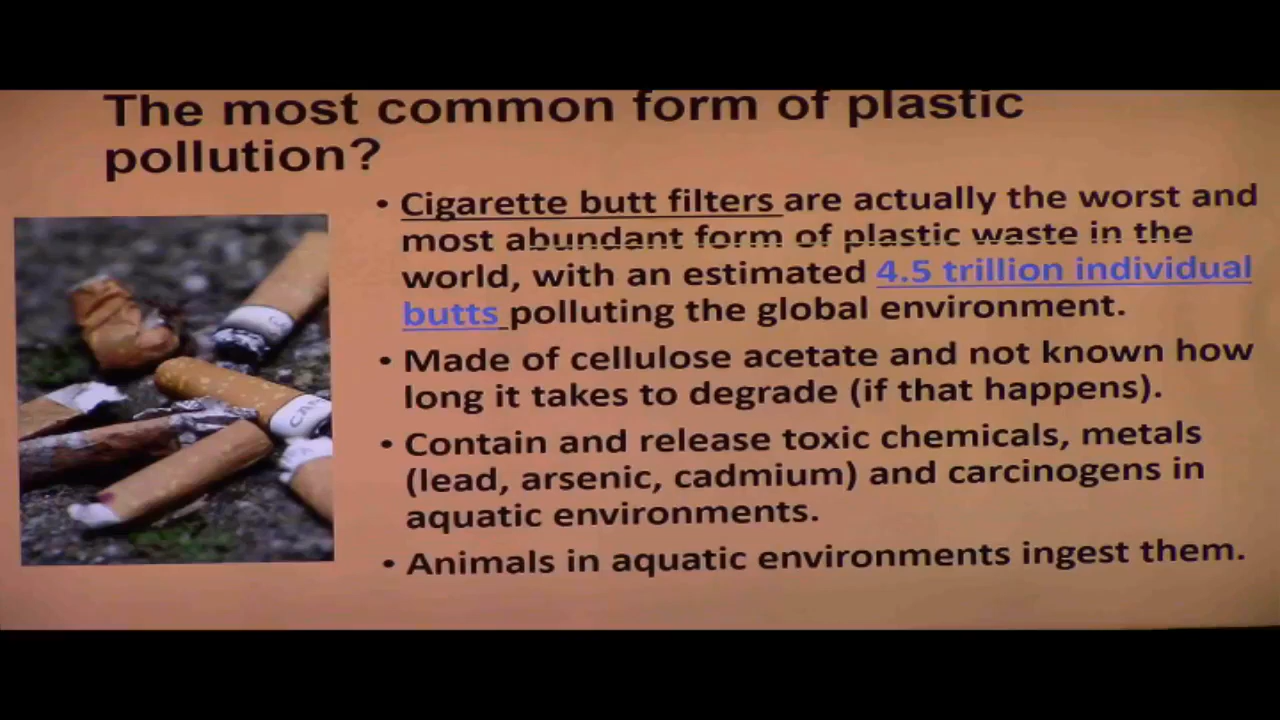 The most common form of plastic
pollution?
• Cigarette butt filters are actually the worst and
most abundant form of plastic waste in the
world, with an estimated 4.5 trillion individual
butts polluting the global environment.
• Made of cellulose acetate and not known how
long it takes to degrade (if that happens).
• Contain and release toxic chemicals, metals
(lead, arsenic, cadmium) and carcinogens in
aquatic environments.
• Animals in aquatic environments ingest them.